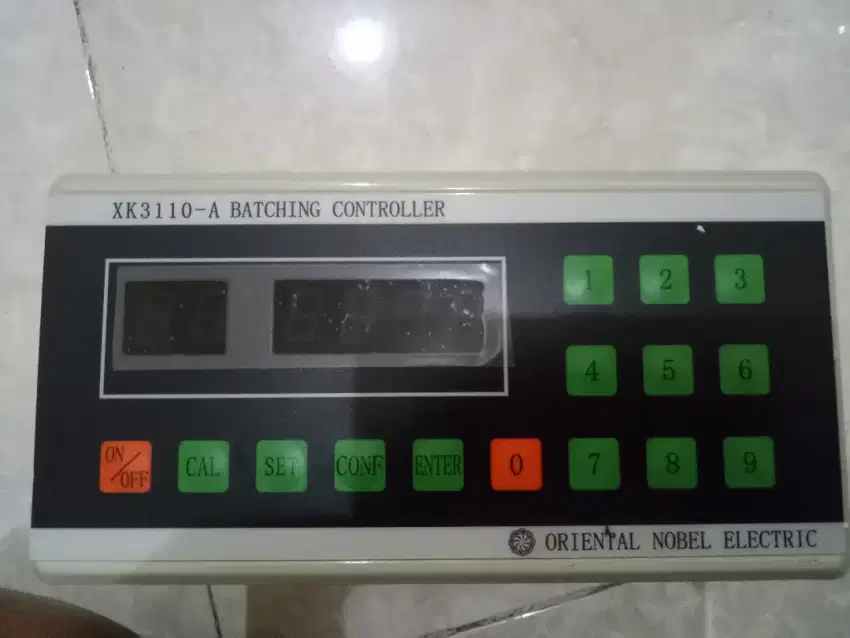 XK3110-A BATCHING CONTROLLER
1 2 3
4 5 6
ON/OFF CAL SET CONF ENTER 0 7 8 9
ORIENTAL NOBEL ELECTRIC